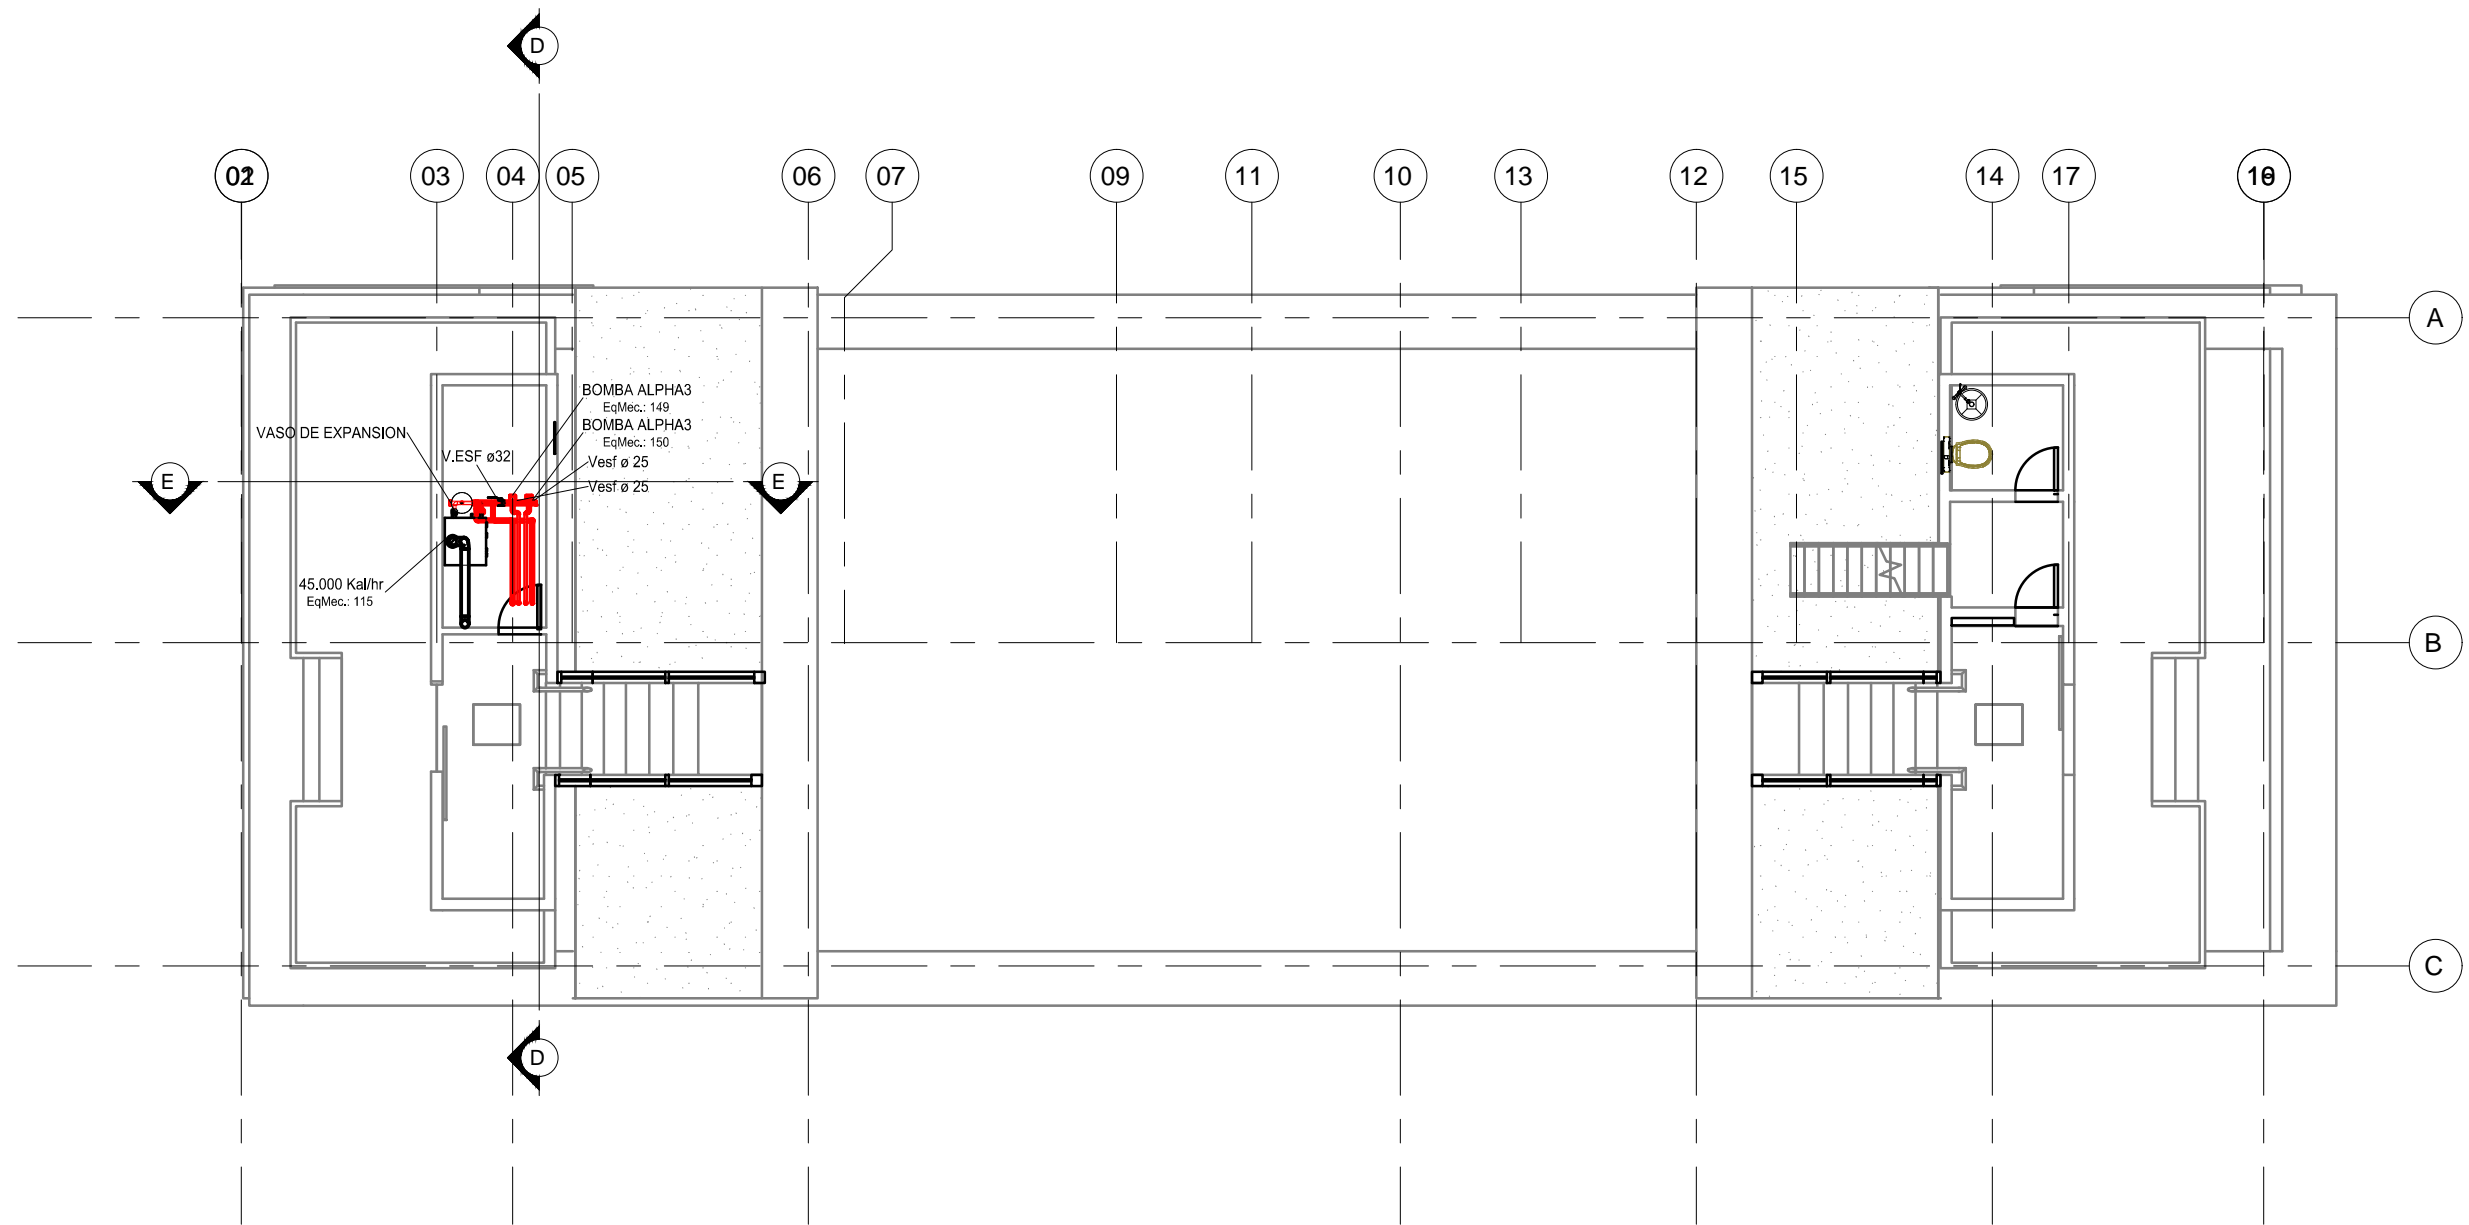 D
03
04
05
06
07
09
11
10
13
12
15
14
17
A
BOMBA ALPHA3
EqMec.: 149
BOMBA ALPHA3
EqMec.: 150
VASO DE EXPANSION
V.ESF ø32
Vesf ø 25
Vesf ø 25
E
E
45.000 Kal/hr
EqMec.: 115
B
C
D